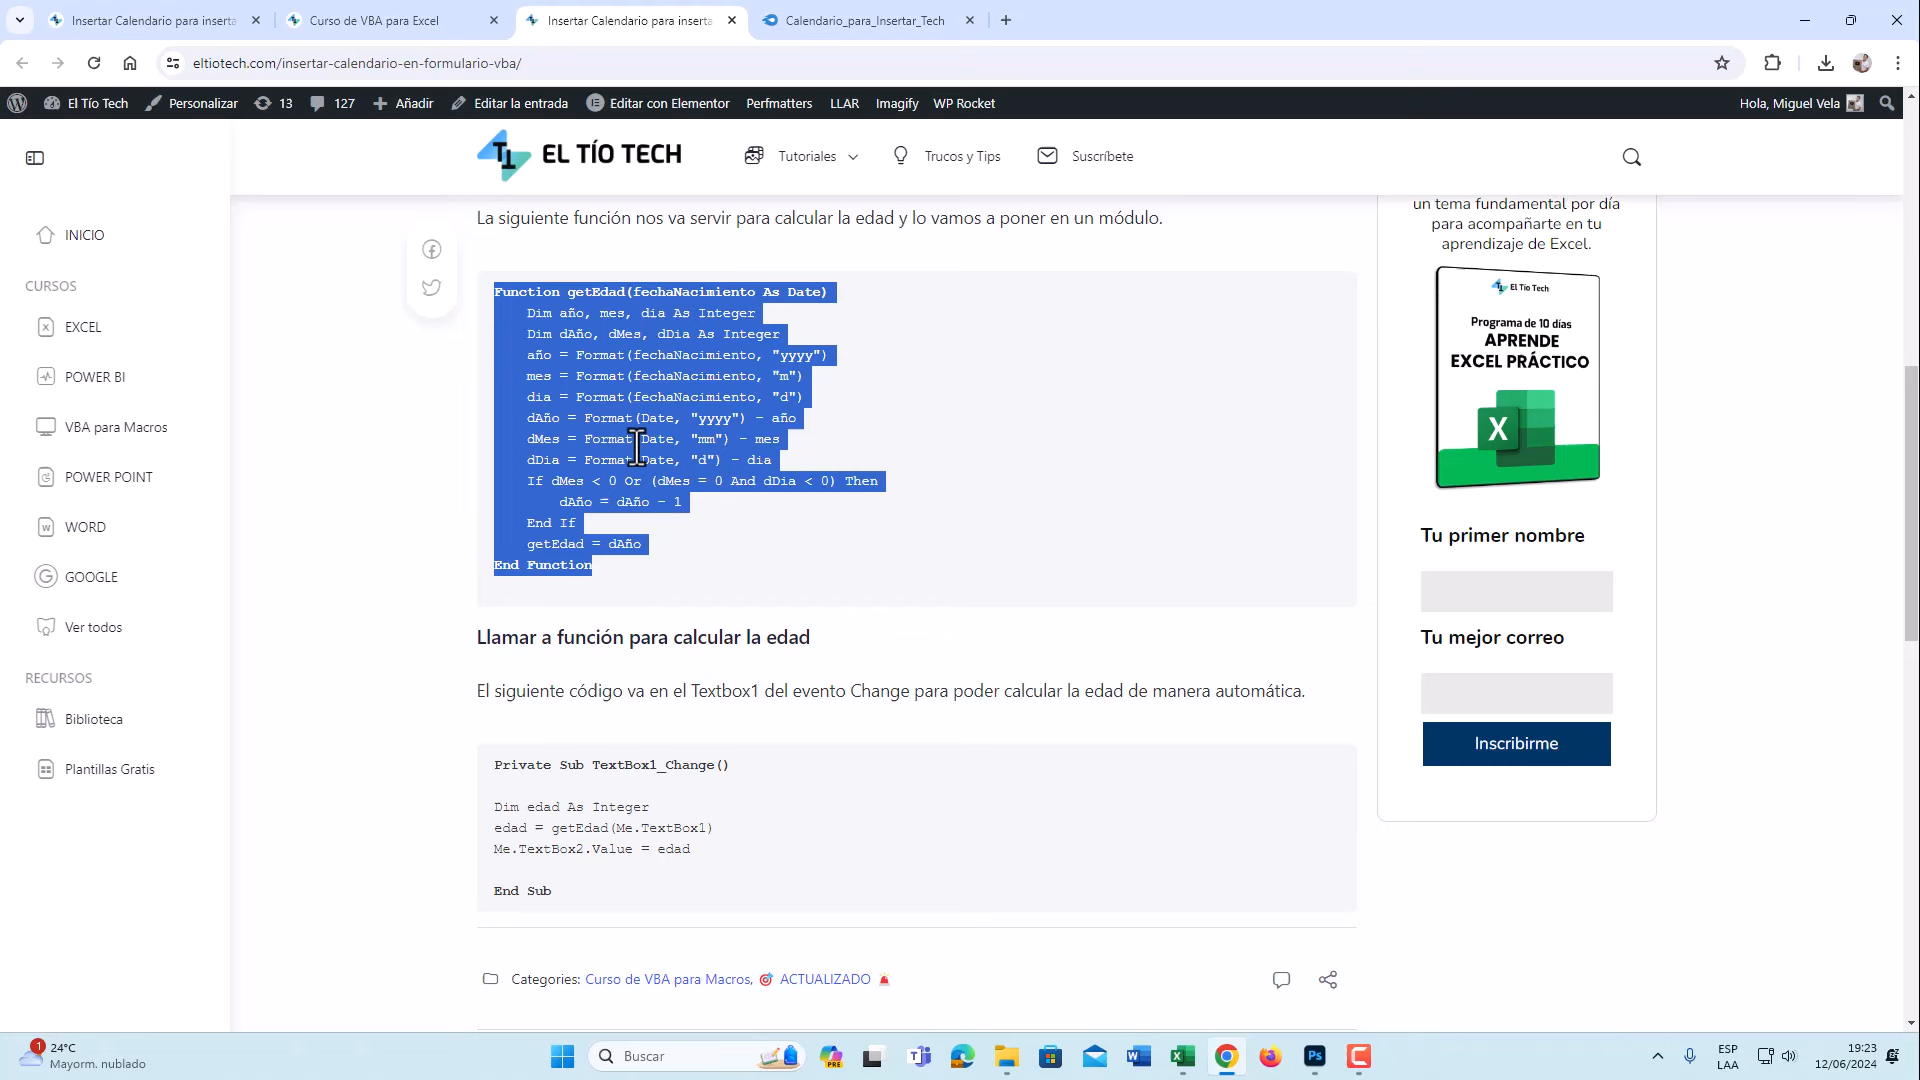 Insertar Calendario para inserta
Curso de VBA para Excel
Insertar Calendario para inserta
Calendario_para_Insertar_Tech
eltiotech.com/insertar-calendario-en-formulario-vba/
El Tío Tech
Personalizar
13
127
Añadir
Editar la entrada
Editar con Elementor
Perfmatters
LLAR
Imagify
WP Rocket
Hola, Miguel Vela
EL TÍO TECH
Tutoriales
Trucos y Tips
Suscríbete
INICIO
CURSOS
EXCEL
POWER BI
VBA para Macros
POWER POINT
WORD
GOOGLE
Ver todos
RECURSOS
Biblioteca
Plantillas Gratis
La siguiente función nos va servir para calcular la edad y lo vamos a poner en un módulo.
Function getEdad(fechaNacimiento As Date)
Dim año, mes, dia As Integer
Dim dAño, dMes, dDia As Integer
año = Format(fechaNacimiento, "yyyy")
mes = Format(fechaNacimiento, "m")
dia = Format(fechaNacimiento, "d")
dAño = Format(Date, "yyyy") - año
dMes = Format(Date, "mm") - mes
dDia = Format(Date, "d") - dia
If dMes < 0 Or (dMes = 0 And dDia < 0) Then
dAño = dAño - 1
End If
getEdad = dAño
End Function
Llamar a función para calcular la edad
El siguiente código va en el Textbox1 del evento Change para poder calcular la edad de manera automática.
Private Sub TextBox1_Change()
Dim edad As Integer
edad = getEdad(Me.TextBox1)
Me.TextBox2.Value = edad
End Sub
Categories: Curso de VBA para Macros, 🎯 ACTUALIZADO 🚨
un tema fundamental por día
para acompañarte en tu
aprendizaje de Excel.
El Tío Tech
Programa de 10 días
APRENDE
EXCEL PRÁCTICO
X
Tu primer nombre
Tu mejor correo
Inscribirme
1
24°C
Mayorm. nublado
Buscar
PRE
ESP
LAA
19:23
12/06/2024